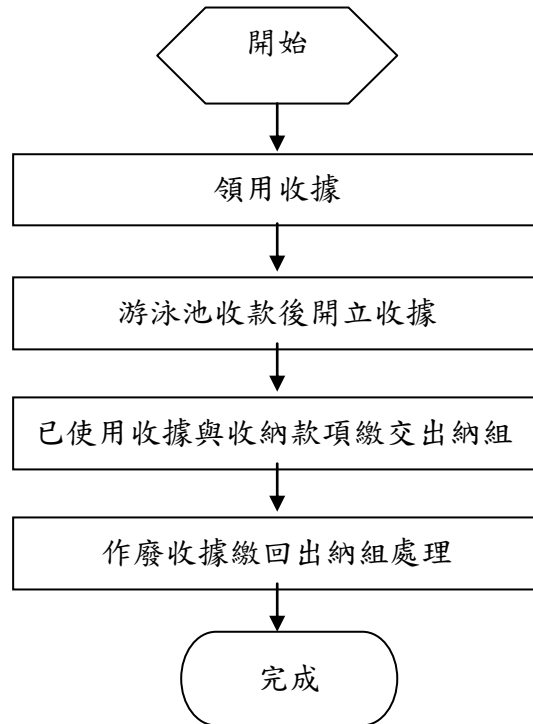 開始
領用收據
游泳池收款後開立收據
已使用收據與收納款項繳交出納組
作廢收據繳回出納組處理
完成